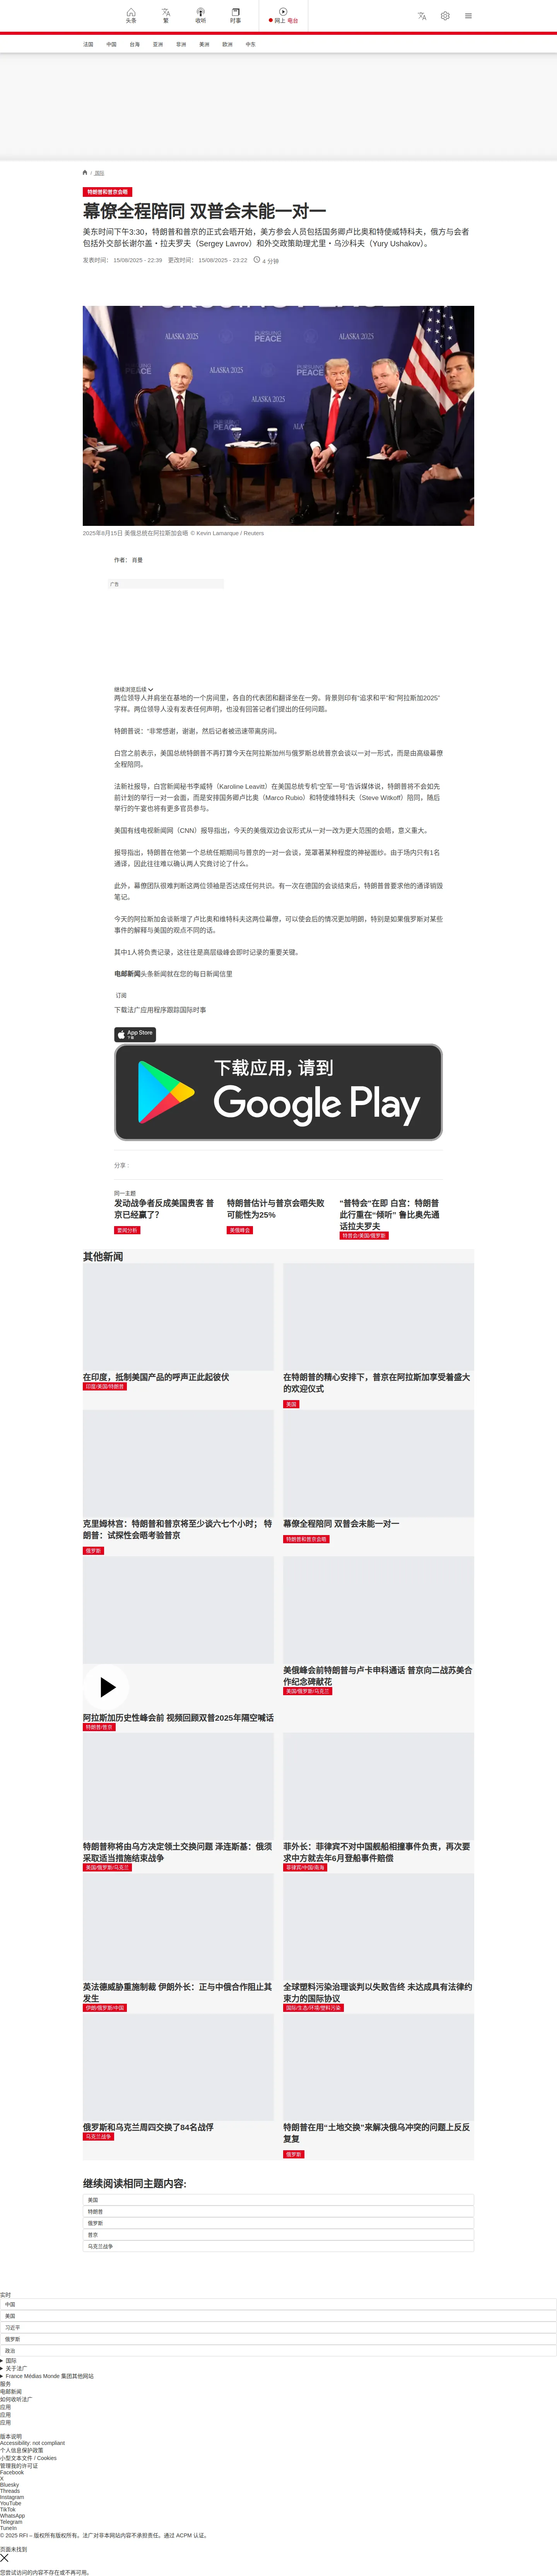 头条
繁
收听
时事
网上 电台
法国 中国 台海 亚洲 非洲 美洲 欧洲 中东
/ 国际
特朗普和普京会晤
幕僚全程陪同 双普会未能一对一
美东时间下午3:30，特朗普和普京的正式会晤开始，美方参会人员包括国务卿卢比奥和特使威特科夫，俄方与会者
包括外交部长谢尔盖・拉夫罗夫（Sergey Lavrov）和外交政策助理尤里・乌沙科夫（Yury Ushakov）。
发表时间： 15/08/2025 - 22:39 更改时间： 15/08/2025 - 23:22 4 分钟
PURSUING PEACE
ALASKA 2025
ALASKA 2025
PURSUING
PEACE
PURSUING
PEACE
ALASKA 2025
ALASKA 2025
PEACE
2025年8月15日 美俄总统在阿拉斯加会晤 © Kevin Lamarque / Reuters
作者： 肖曼
广告
继续浏览后续
两位领导人并肩坐在基地的一个房间里，各自的代表团和翻译坐在一旁。背景则印有“追求和平”和“阿拉斯加2025”
字样。两位领导人没有发表任何声明，也没有回答记者们提出的任何问题。
特朗普说：“非常感谢，谢谢，然后记者被迅速带离房间。
白宫之前表示，美国总统特朗普不再打算今天在阿拉斯加州与俄罗斯总统普京会谈以一对一形式，而是由高级幕僚
全程陪同。
法新社报导，白宫新闻秘书李威特（Karoline Leavitt）在美国总统专机“空军一号”告诉媒体说，特朗普将不会如先
前计划的举行一对一会面，而是安排国务卿卢比奥（Marco Rubio）和特使维特科夫（Steve Witkoff）陪同，随后
举行的午宴也将有更多官员参与。
美国有线电视新闻网（CNN）报导指出，今天的美俄双边会议形式从一对一改为更大范围的会晤，意义重大。
报导指出，特朗普在他第一个总统任期期间与普京的一对一会谈，笼罩著某种程度的神秘面纱。由于场内只有1名
通译，因此往往难以确认两人究竟讨论了什么。
此外，幕僚团队很难判断这两位领袖是否达成任何共识。有一次在德国的会谈结束后，特朗普曾要求他的通译销毁
笔记。
今天的阿拉斯加会谈新增了卢比奥和维特科夫这两位幕僚，可以使会后的情况更加明朗，特别是如果俄罗斯对某些
事件的解释与美国的观点不同的话。
其中1人将负责记录，这往往是高层级峰会即时记录的重要关键。
电邮新闻头条新闻就在您的每日新闻信里
订阅
下载法广应用程序跟踪国际时事
App Store
下载
下载应用，请到
Google Play
分享 :
同一主题
发动战争者反成美国贵客 普
京已经赢了?
要闻分析
特朗普估计与普京会晤失败
可能性为25%
美俄峰会
“普特会”在即 白宫：特朗普
此行重在“倾听” 鲁比奥先通
话拉夫罗夫
特普会/美国/俄罗斯
其他新闻
在印度，抵制美国产品的呼声正此起彼伏
印度/美国/特朗普
在特朗普的精心安排下，普京在阿拉斯加享受着盛大
的欢迎仪式
美国
克里姆林宫：特朗普和普京将至少谈六七个小时； 特
朗普：试探性会晤考验普京
俄罗斯
幕僚全程陪同 双普会未能一对一
特朗普和普京会晤
阿拉斯加历史性峰会前 视频回顾双普2025年隔空喊话
特朗普/普京
美俄峰会前特朗普与卢卡申科通话 普京向二战苏美合
作纪念碑献花
美国/俄罗斯/乌克兰
特朗普称将由乌方决定领土交换问题 泽连斯基：俄须
采取适当措施结束战争
美国/俄罗斯/乌克兰
菲外长：菲律宾不对中国舰船相撞事件负责，再次要
求中方就去年6月登船事件赔偿
菲律宾/中国/南海
英法德威胁重施制裁 伊朗外长：正与中俄合作阻止其
发生
伊朗/俄罗斯/中国
全球塑料污染治理谈判以失败告终 未达成具有法律约
束力的国际协议
国际/生态/环境/塑料污染
俄罗斯和乌克兰周四交换了84名战俘
乌克兰战争
特朗普在用“土地交换”来解决俄乌冲突的问题上反反
复复
俄罗斯
继续阅读相同主题内容:
美国
特朗普
俄罗斯
普京
乌克兰战争
实时
中国
美国
习近平
俄罗斯
政治
国际
关于法广
France Médias Monde 集团其他网站
服务
电邮新闻
如何收听法广
应用
应用
应用
版本说明
Accessibility: not compliant
个人信息保护政策
小型文本文件 / Cookies
管理我的许可证
Facebook
X
Bluesky
Threads
Instagram
YouTube
TikTok
WhatsApp
Telegram
TuneIn
© 2025 RFI – 版权所有版权所有。法广对非本网站内容不承担责任。通过 ACPM 认证。
页面未找到
您尝试访问的内容不存在或不再可用。